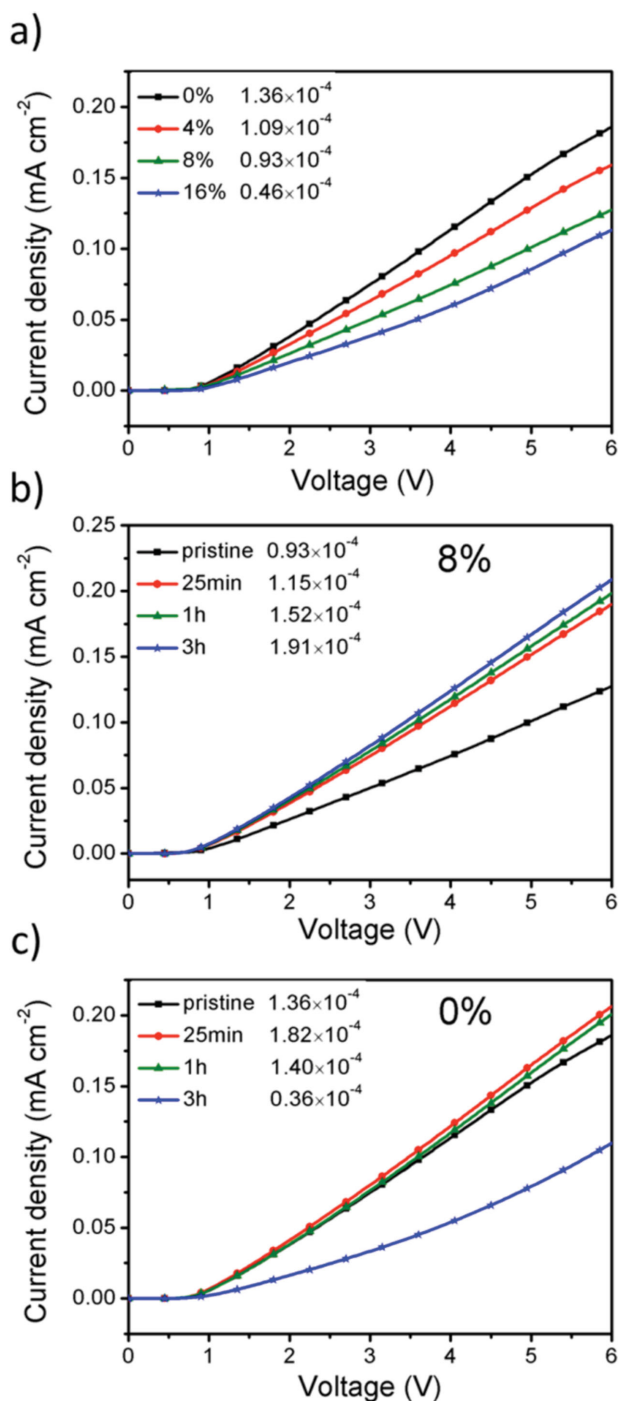 a)
0% 1.36×10⁻⁴
4% 1.09×10⁻⁴
8% 0.93×10⁻⁴
16% 0.46×10⁻⁴
Current density (mA cm⁻²)
0.20
0.15
0.10
0.05
0.00
0 1 2 3 4 5 6
Voltage (V)
b)
8%
pristine 0.93×10⁻⁴
25min 1.15×10⁻⁴
1h 1.52×10⁻⁴
3h 1.91×10⁻⁴
Current density (mA cm⁻²)
0.25
0.20
0.15
0.10
0.05
0.00
0 1 2 3 4 5 6
Voltage (V)
c)
0%
pristine 1.36×10⁻⁴
25min 1.82×10⁻⁴
1h 1.40×10⁻⁴
3h 0.36×10⁻⁴
Current density (mA cm⁻²)
0.20
0.15
0.10
0.05
0.00
0 1 2 3 4 5 6
Voltage (V)